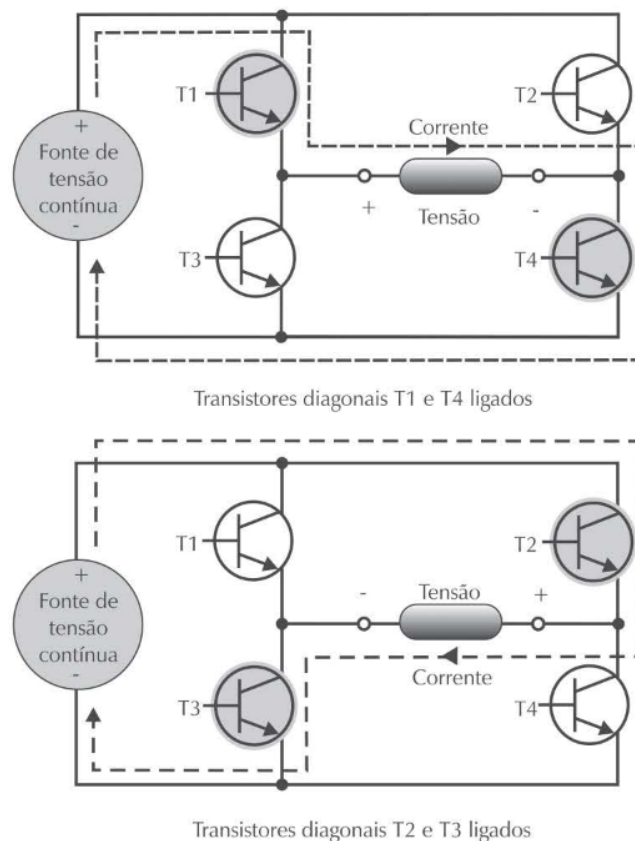 T1
T2
+
Fonte de
tensão
contínua
-
Corrente
+
Tensão
-
T3
T4
Transistores diagonais T1 e T4 ligados
T1
T2
+
Fonte de
tensão
contínua
-
-
Tensão
+
Corrente
T3
T4
Transistores diagonais T2 e T3 ligados